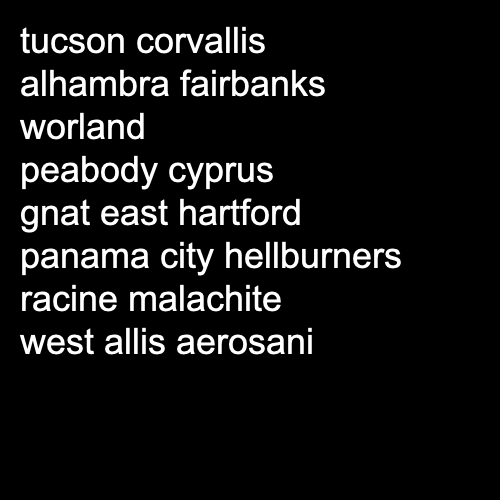 tucson corvallis
alhambra fairbanks
worland
peabody cyprus
gnat east hartford
panama city hellburners
racine malachite
west allis aerosani